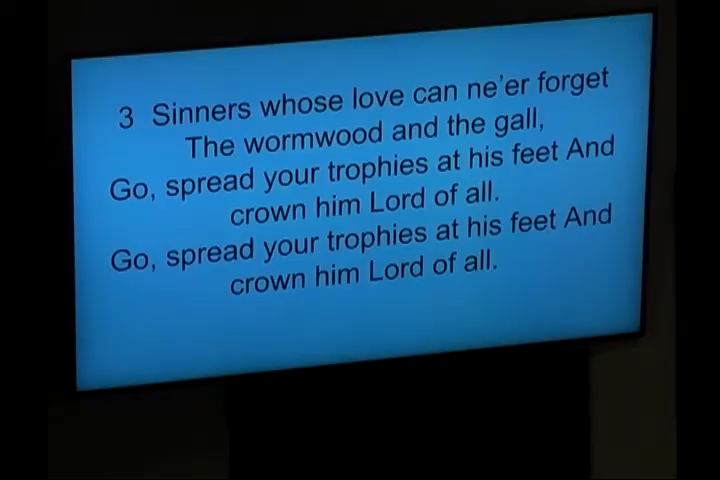 3 Sinners whose love can ne’er forget
The wormwood and the gall,
Go, spread your trophies at his feet And
crown him Lord of all.
Go, spread your trophies at his feet And
crown him Lord of all.